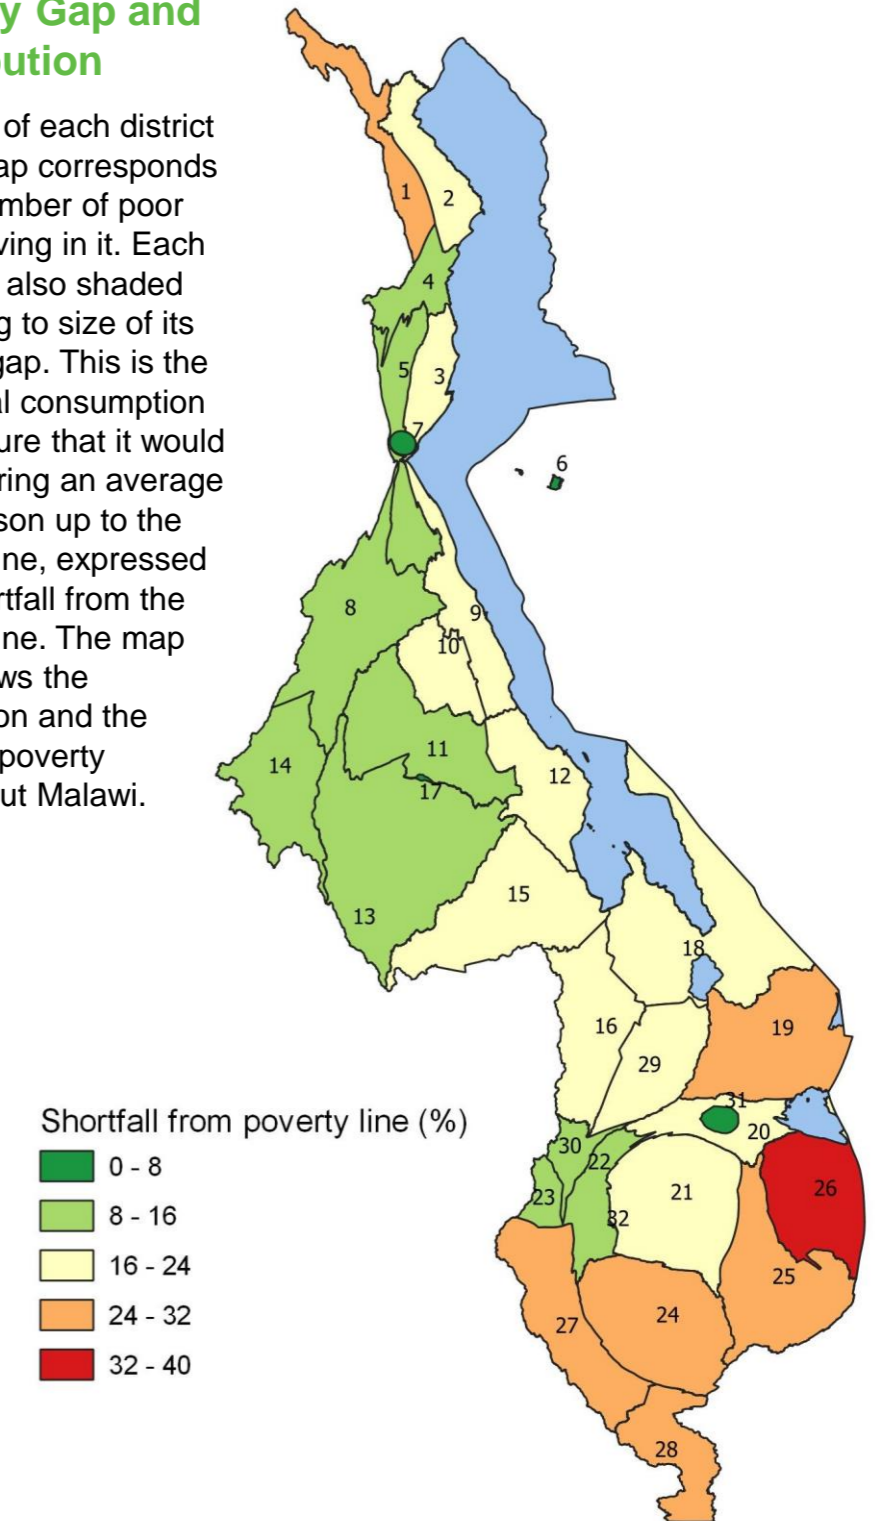 y Gap and
bution
of each district
ap corresponds
mber of poor
ving in it. Each
also shaded
g to size of its
gap. This is the
al consumption
ure that it would
ring an average
son up to the
ne, expressed
rtfall from the
ne. The map
ws the
on and the
poverty
ut Malawi.
1
2
4
5
3
7
6
8
9
10
11
14
12
17
15
13
18
16
19
29
31
20
30
22
23
21
26
32
25
24
27
28
Shortfall from poverty line (%)
0 - 8
8 - 16
16 - 24
24 - 32
32 - 40